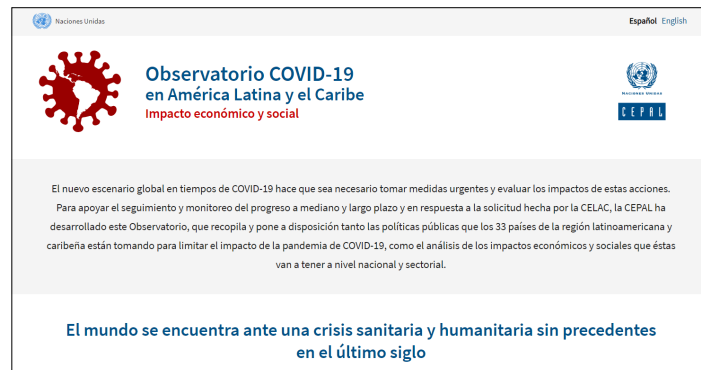 Naciones Unidas
Español English
Observatorio COVID-19
en América Latina y el Caribe
Impacto económico y social
NACIONES UNIDAS
CEPAL
El nuevo escenario global en tiempos de COVID-19 hace que sea necesario tomar medidas urgentes y evaluar los impactos de estas acciones.
Para apoyar el seguimiento y monitoreo del progreso a mediano y largo plazo y en respuesta a la solicitud hecha por la CELAC, la CEPAL ha
desarrollado este Observatorio, que recopila y pone a disposición tanto las políticas públicas que los 33 países de la región latinoamericana y
caribeña están tomando para limitar el impacto de la pandemia de COVID-19, como el análisis de los impactos económicos y sociales que éstas
van a tener a nivel nacional y sectorial.
El mundo se encuentra ante una crisis sanitaria y humanitaria sin precedentes
en el último siglo